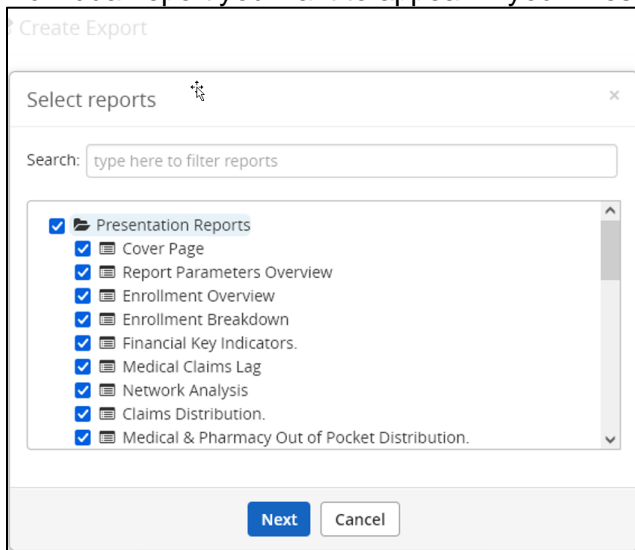 Create Export
Select reports
×
Search: type here to filter reports
Presentation Reports
Cover Page
Report Parameters Overview
Enrollment Overview
Enrollment Breakdown
Financial Key Indicators.
Medical Claims Lag
Network Analysis
Claims Distribution.
Medical & Pharmacy Out of Pocket Distribution.
Next Cancel